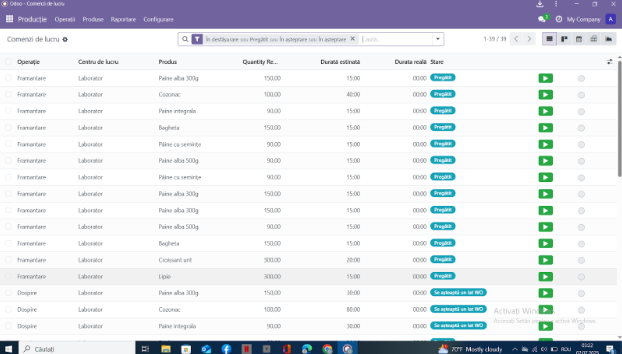 Odoo - Comenzi de lucru
Producție Operații Produse Raportare Configurare My Company A
Comenzi de lucru În desfășurare sau Pregătit sau În așteptare sau În așteptare 1-39 / 39
Operație Centru de lucru Produs Quantity Re... Durată estimată Durata reală Stare
Framantare Laborator Paine alba 300g 150,00 15:00 00:00 Pregătit
Framantare Laborator Cozonac 100,00 40:00 00:00 Pregătit
Framantare Laborator Paine integrala 90,00 15:00 00:00 Pregătit
Framantare Laborator Bagheta 150,00 15:00 00:00 Pregătit
Framantare Laborator Pâine cu semințe 90,00 15:00 00:00 Pregătit
Framantare Laborator Paine alba 500g 90,00 15:00 00:00 Pregătit
Framantare Laborator Pâine cu semințe 90,00 15:00 00:00 Pregătit
Framantare Laborator Paine alba 300g 150,00 15:00 00:00 Pregătit
Framantare Laborator Paine alba 300g 150,00 15:00 00:00 Pregătit
Framantare Laborator Paine alba 500g 90,00 15:00 00:00 Pregătit
Framantare Laborator Bagheta 150,00 15:00 00:00 Pregătit
Framantare Laborator Croissant unt 300,00 20:00 00:00 Pregătit
Framantare Laborator Lipie 300,00 15:00 00:00 Pregătit
Dospire Laborator Paine alba 300g 150,00 30:00 00:00 Se așteaptă un alt WO
Dospire Laborator Cozonac 100,00 80:00 00:00 Se așteaptă un alt WO
Dospire Laborator Paine integrala 90,00 30:00 00:00 Se așteaptă un alt WO
Activați
Căutați 70°F Mostly cloudy ROU 01:22
02.07.2025